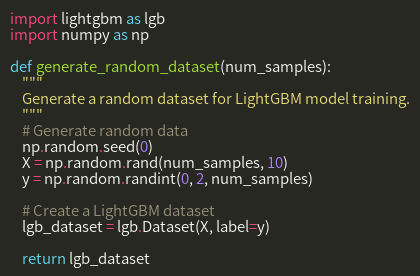 import lightgbm as lgb
import numpy as np

def generate_random_dataset(num_samples):
    """
    Generate a random dataset for LightGBM model training.
    """
    # Generate random data
    np.random.seed(0)
    X = np.random.rand(num_samples, 10)
    y = np.random.randint(0, 2, num_samples)

    # Create a LightGBM dataset
    lgb_dataset = lgb.Dataset(X, label=y)

    return lgb_dataset